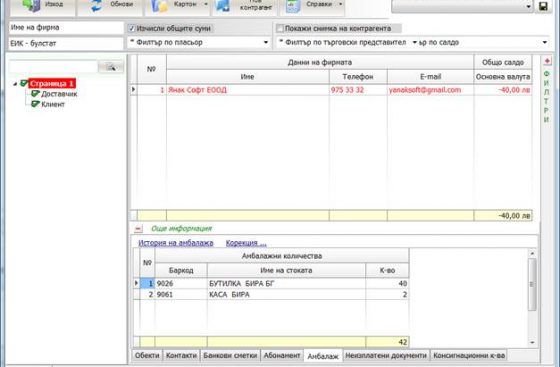 Изход Обнови Картон Нов контрагент Справки
Име на фирма
Изчисли общите суми
Покажи снимка на контрагента
ЕИК - булстат
* Филтър по пласьор
* Филтър по търговски представител
ър по салдо
№ Данни на фирмата Общо салдо
Име Телефон E-mail Основна валута
1 Янак Софт ЕООД 975 33 32 yanaksoft@gmail.com -40,00 лв
Страница 1
Доставчик
Клиент
ФИЛТРИ
-40,00 лв
Още информация
История на амбалажа Корекция ...
№ Амбалажни количества
Баркод Име на стоката К-во
1 9026 БУТИЛКА БИРА БГ 40
2 9061 КАСА БИРА 2
42
Обекти Контакти Банкови сметки Абонамент Амбалаж Неизплатени документи Консигнационни к-ва